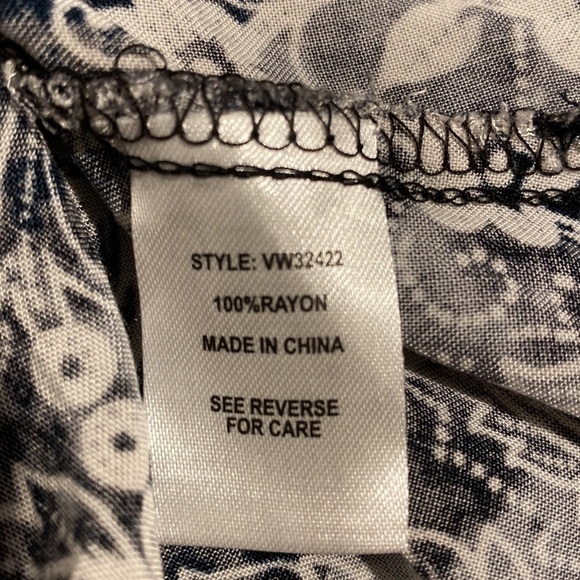 STYLE: VW32422
100%RAYON
MADE IN CHINA
SEE REVERSE
FOR CARE